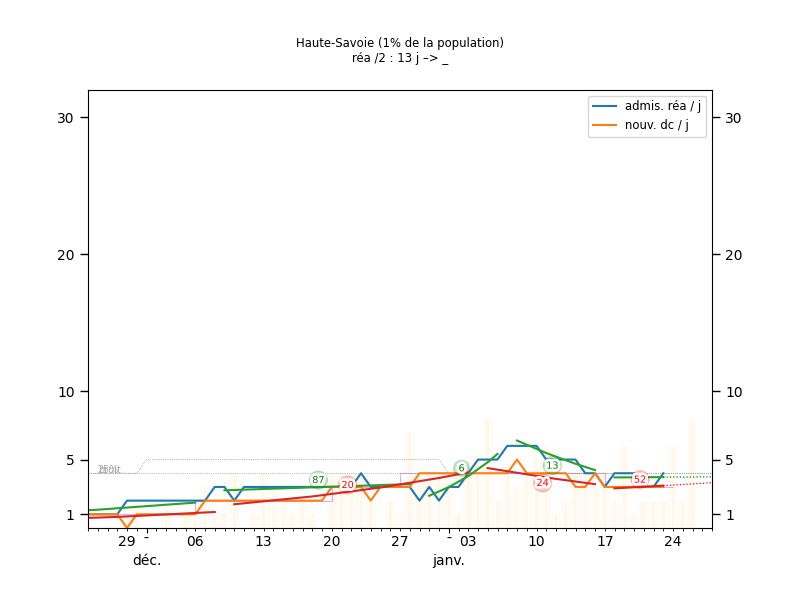 Haute-Savoie (1% de la population)
réa /2 : 13 j –> _
admis. réa / j
nouv. dc / j
30 30
20 20
10 10
5 5
1 1
87 20 6 13 24 52
29 - 06 13 20 27 - 03 10 17 24
déc. janv.